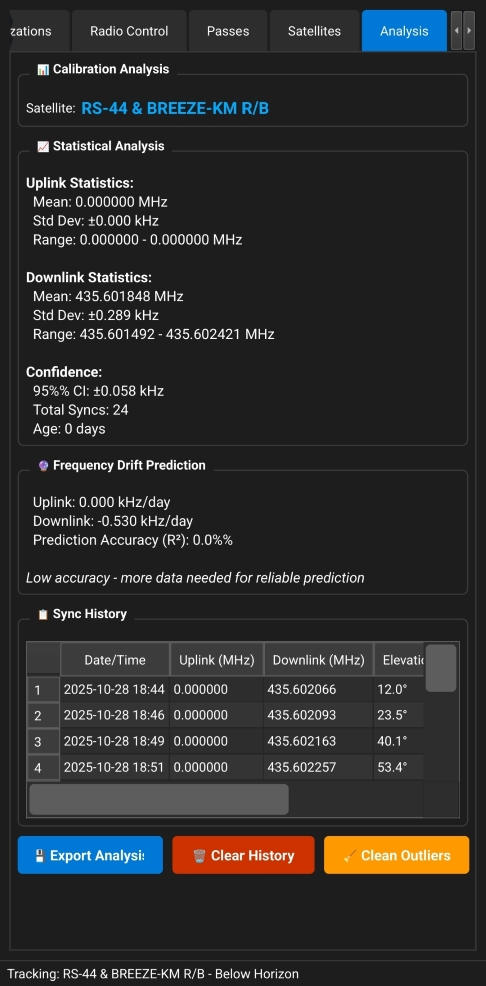 zations Radio Control Passes Satellites Analysis
Calibration Analysis
Satellite: RS-44 & BREEZE-KM R/B
Statistical Analysis
Uplink Statistics:
Mean: 0.000000 MHz
Std Dev: ±0.000 kHz
Range: 0.000000 - 0.000000 MHz
Downlink Statistics:
Mean: 435.601848 MHz
Std Dev: ±0.289 kHz
Range: 435.601492 - 435.602421 MHz
Confidence:
95%% CI: ±0.058 kHz
Total Syncs: 24
Age: 0 days
Frequency Drift Prediction
Uplink: 0.000 kHz/day
Downlink: -0.530 kHz/day
Prediction Accuracy (R²): 0.0%%
Low accuracy - more data needed for reliable prediction
Sync History
Date/Time Uplink (MHz) Downlink (MHz) Elevatic
1 2025-10-28 18:44 0.000000 435.602066 12.0°
2 2025-10-28 18:46 0.000000 435.602093 23.5°
3 2025-10-28 18:49 0.000000 435.602163 40.1°
4 2025-10-28 18:51 0.000000 435.602257 53.4°
Export Analysis Clear History Clean Outliers
Tracking: RS-44 & BREEZE-KM R/B - Below Horizon